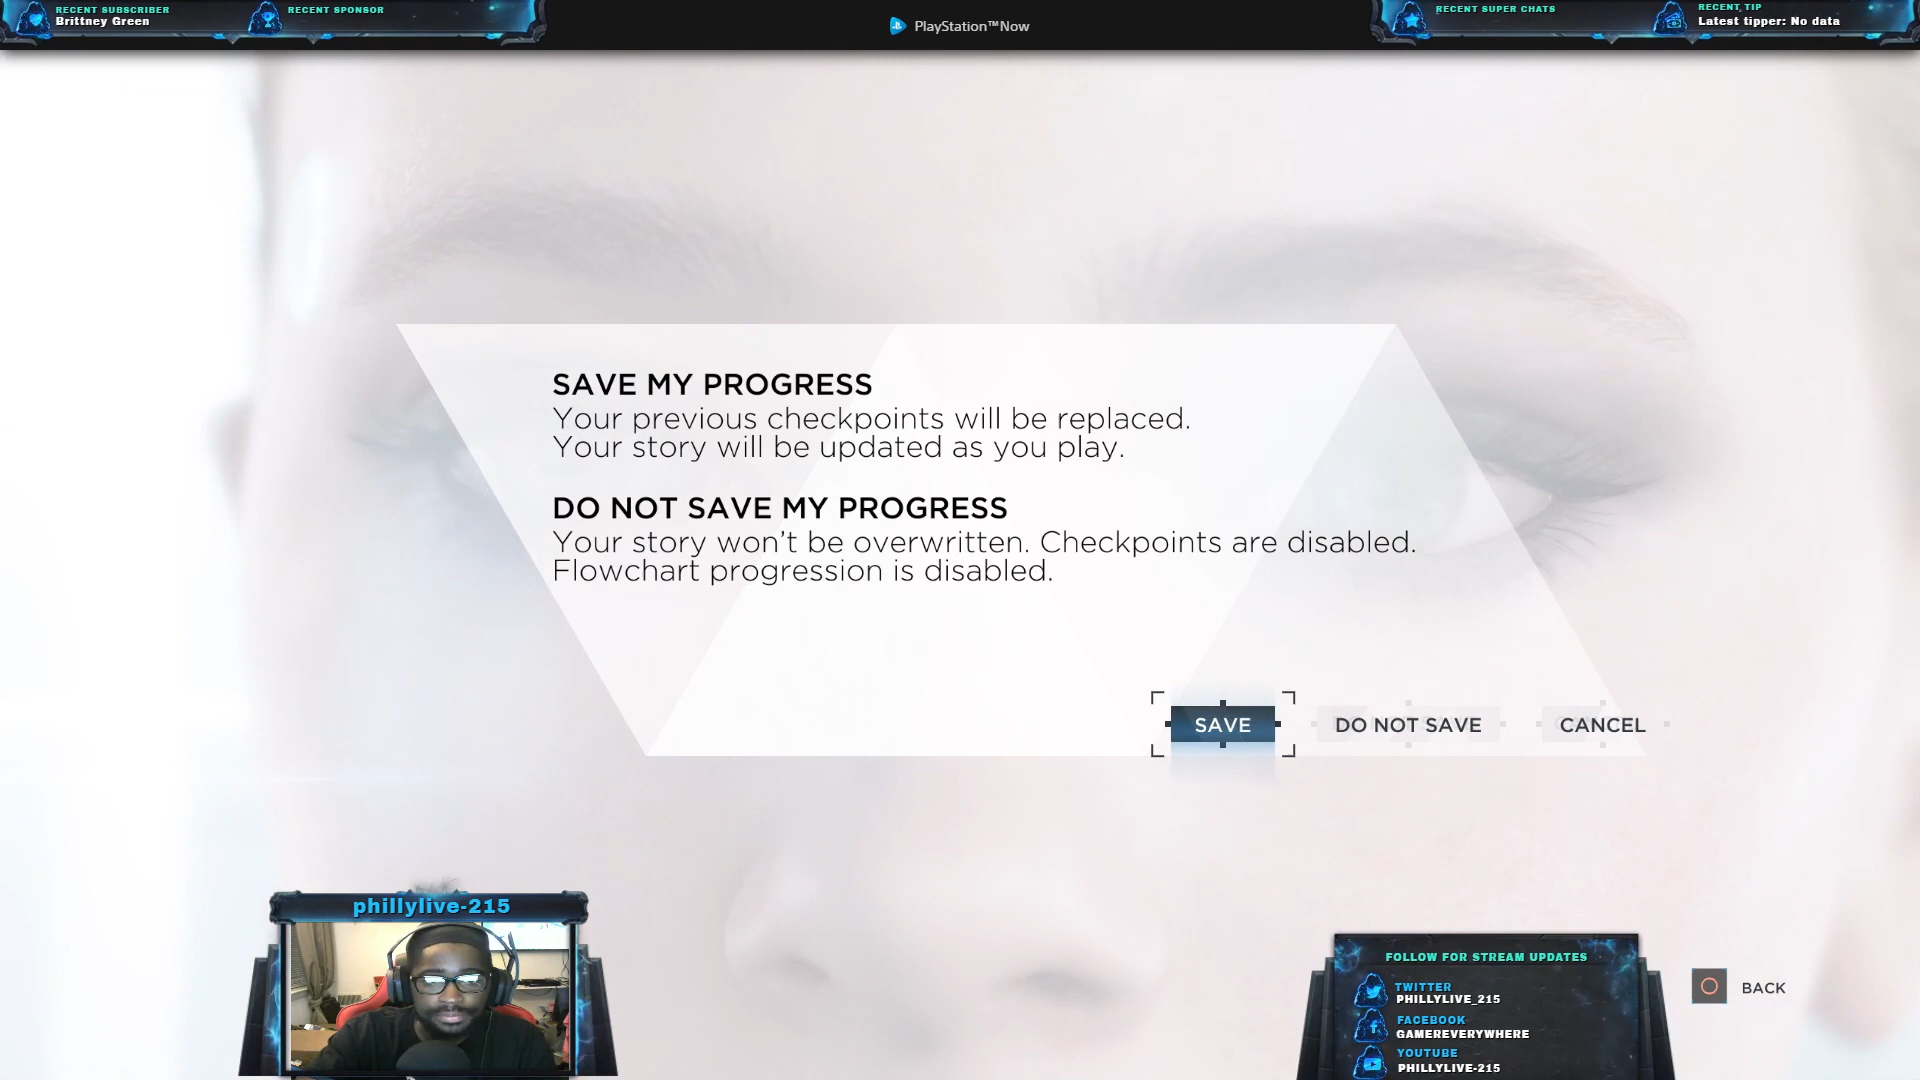 RECENT SUBSCRIBER
Brittney Green
RECENT SPONSOR
PlayStation™Now
RECENT SUPER CHATS
RECENT TIP
Latest tipper: No data
SAVE MY PROGRESS
Your previous checkpoints will be replaced.
Your story will be updated as you play.
DO NOT SAVE MY PROGRESS
Your story won't be overwritten. Checkpoints are disabled.
Flowchart progression is disabled.
SAVE
DO NOT SAVE
CANCEL
phillylive-215
FOLLOW FOR STREAM UPDATES
TWITTER
PHILLYLIVE_215
FACEBOOK
GAMEREVERYWHERE
YOUTUBE
PHILLYLIVE-215
BACK